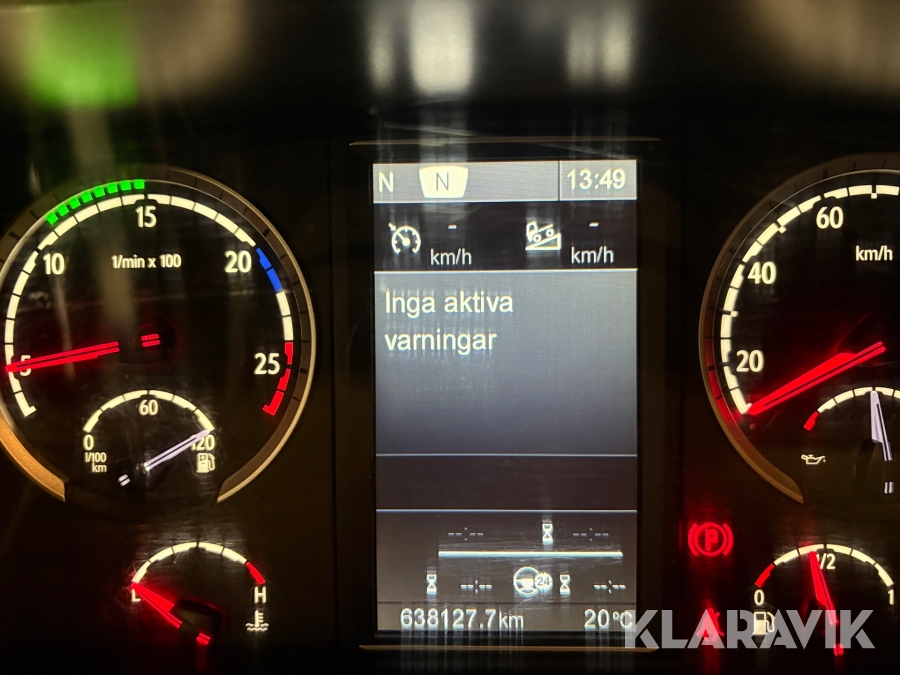 N N 13:49
- -
km/h km/h
Inga aktiva
varningar
--:-- --:--
--:-- 24 --:--
638127.7km 20°C
5 10 15 20 25
1/min x 100
0 60 120
l/100
km
L H
20 40 60
km/h
P
0 1/2 1
KLARAVIK